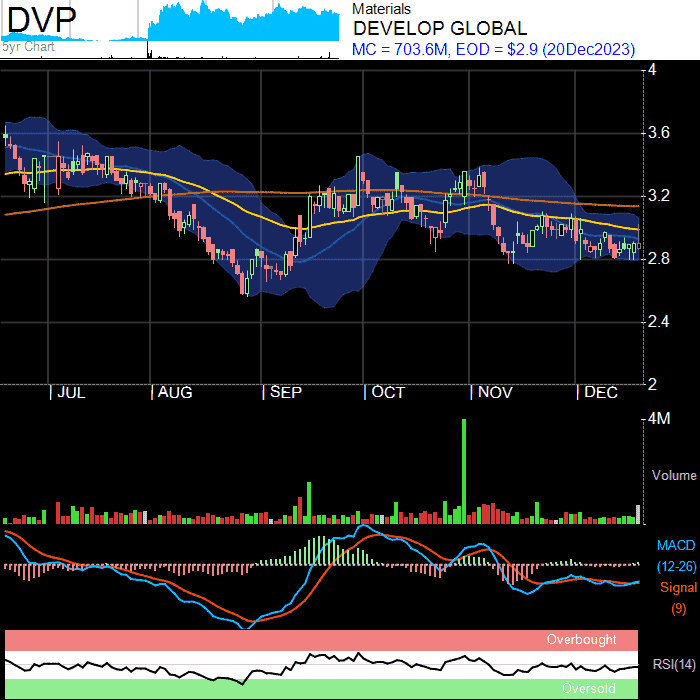 DVP
5yr Chart
Materials
DEVELOP GLOBAL
MC = 703.6M, EOD = $2.9 (20Dec2023)
4
3.6
3.2
2.8
2.4
2
| JUL | AUG | SEP | OCT | NOV | DEC
4M
Volume
MACD
(12-26)
Signal
(9)
Overbought
RSI(14)
Oversold